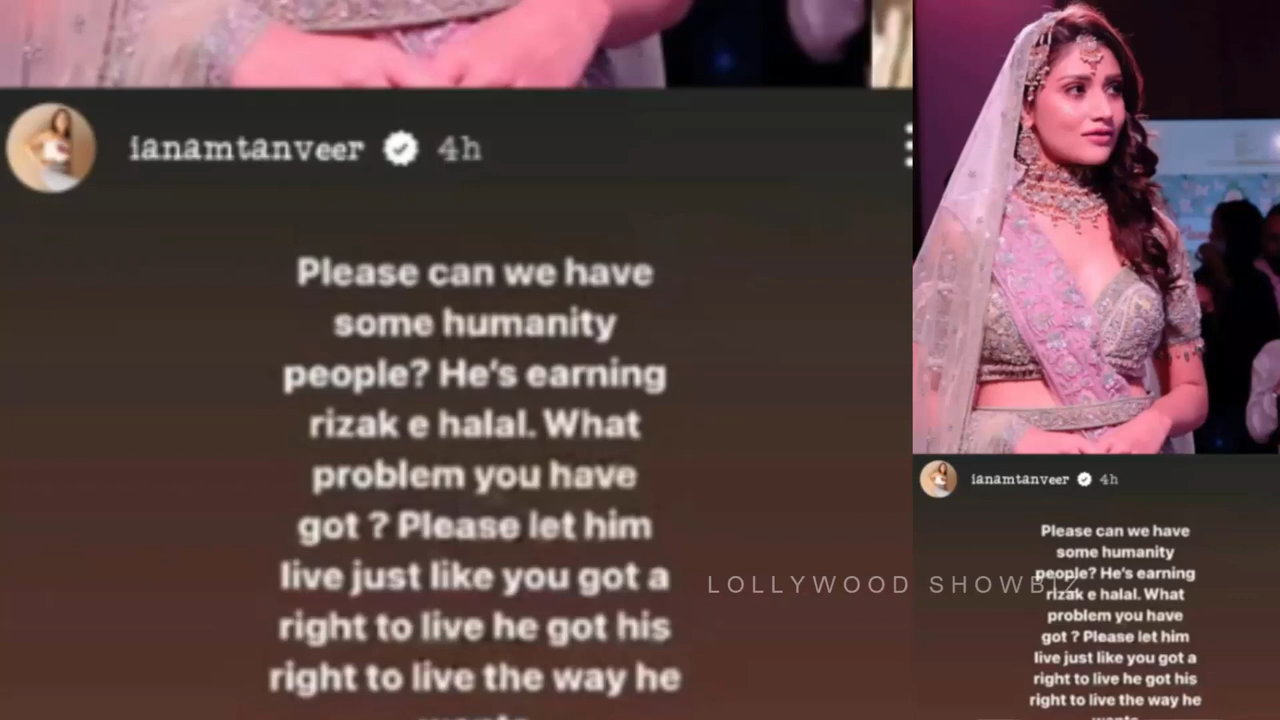 ianamtanveer 4h
Please can we have
some humanity
people? He's earning
rizak e halal. What
problem you have
got ? Please let him
live just like you got a
right to live he got his
right to live the way he
LOLLYWOOD SHOWBIZ
ianamtanveer 4h
Please can we have
some humanity
people? He's earning
rizak e halal. What
problem you have
got ? Please let him
live just like you got a
right to live he got his
right to live the way he